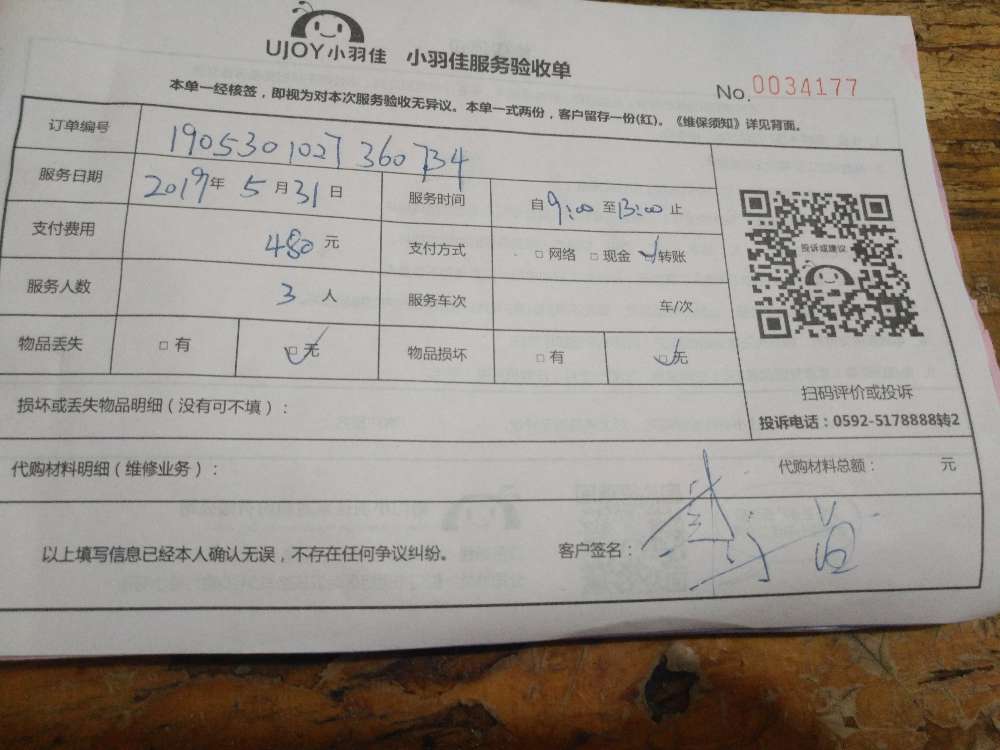 UJOY小羽佳 小羽佳服务验收单
No.0034177
本单一经核签，即视为对本次服务验收无异议。本单一式两份，客户留存一份(红)。《维保须知》详见背面。
订单编号 1905301027360734
服务日期 2019年5月31日 服务时间 自9:00至13:00止
支付费用 480元 支付方式 □网络 □现金 ☑转账
服务人数 3人 服务车次 车/次
物品丢失 □有 ☑无 物品损坏 □有 ☑无
投诉或建议
扫码评价或投诉
投诉电话：0592-5178888转2
损坏或丢失物品明细（没有可不填）：
代购材料明细（维修业务）： 代购材料总额： 元
以上填写信息已经本人确认无误，不存在任何争议纠纷。 客户签名：